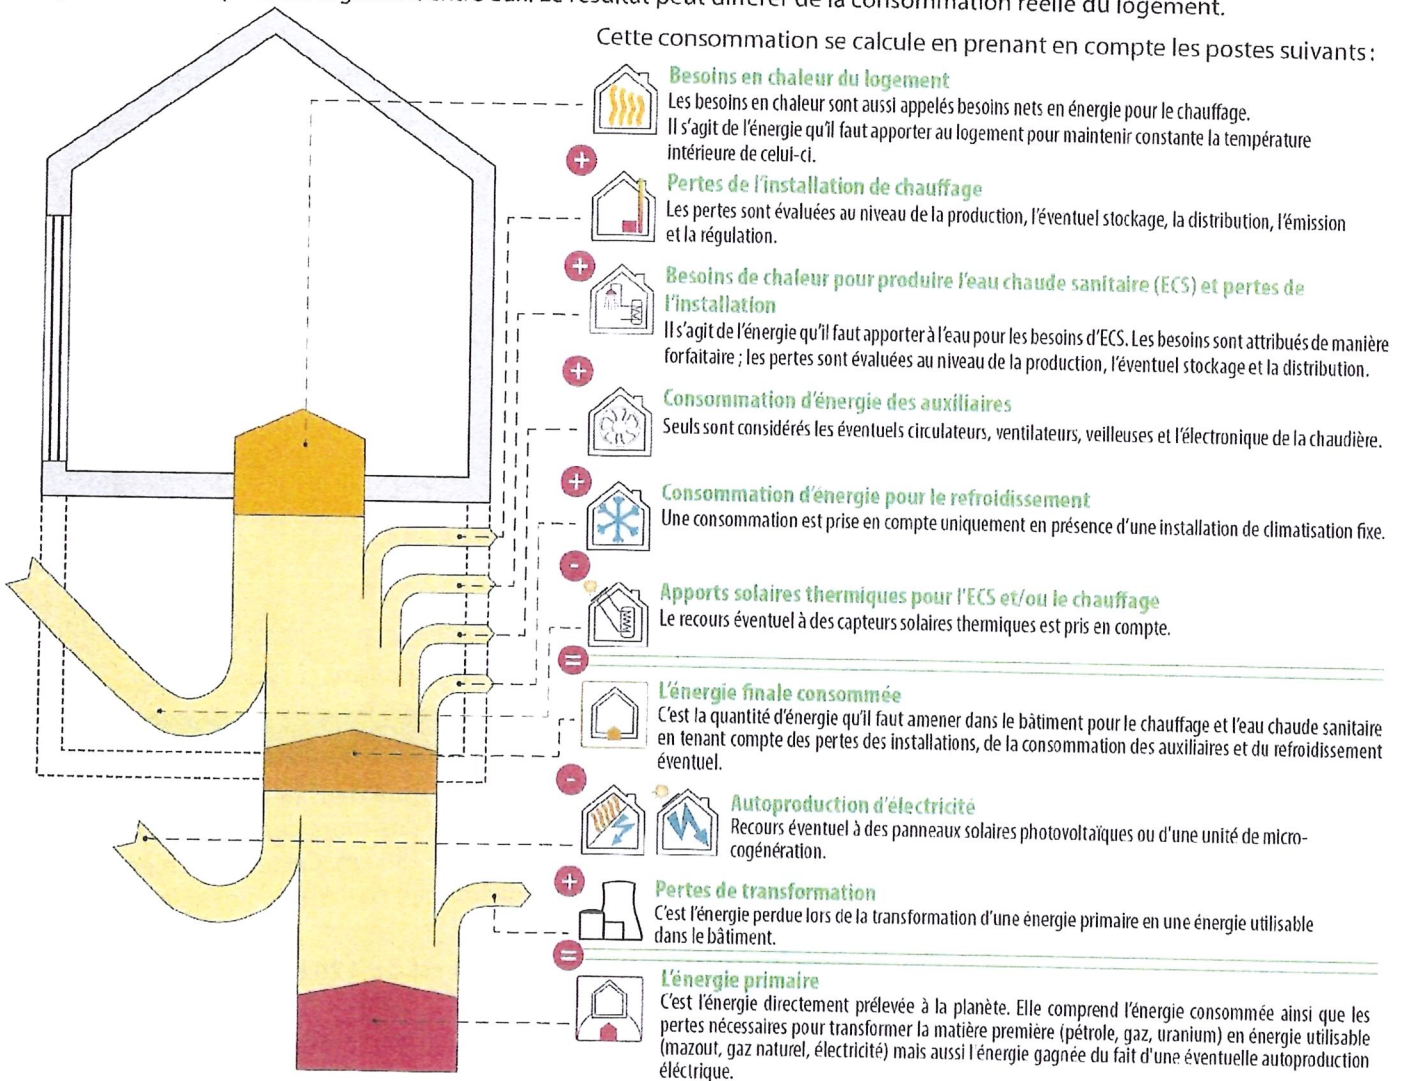 de la consommation réelle du logement.
Cette consommation se calcule en prenant en compte les postes suivants :
Besoins en chaleur du logement
Les besoins en chaleur sont aussi appelés besoins nets en énergie pour le chauffage.
Il s'agit de l'énergie qu'il faut apporter au logement pour maintenir constante la température
intérieure de celui-ci.
+
Pertes de l'installation de chauffage
Les pertes sont évaluées au niveau de la production, l'éventuel stockage, la distribution, l'émission
et la régulation.
+
Besoins de chaleur pour produire l'eau chaude sanitaire (ECS) et pertes de
l'installation
Il s'agit de l'énergie qu'il faut apporter à l'eau pour les besoins d'ECS. Les besoins sont attribués de manière
forfaitaire ; les pertes sont évaluées au niveau de la production, l'éventuel stockage et la distribution.
+
Consommation d'énergie des auxiliaires
Seuls sont considérés les éventuels circulateurs, ventilateurs, veilleuses et l'électronique de la chaudière.
+
Consommation d'énergie pour le refroidissement
Une consommation est prise en compte uniquement en présence d'une installation de climatisation fixe.
-
Apports solaires thermiques pour l'ECS et/ou le chauffage
Le recours éventuel à des capteurs solaires thermiques est pris en compte.
=
L'énergie finale consommée
C'est la quantité d'énergie qu'il faut amener dans le bâtiment pour le chauffage et l'eau chaude sanitaire
en tenant compte des pertes des installations, de la consommation des auxiliaires et du refroidissement
éventuel.
-
Autoproduction d'électricité
Recours éventuel à des panneaux solaires photovoltaïques ou d'une unité de micro-
cogénération.
+
Pertes de transformation
C'est l'énergie perdue lors de la transformation d'une énergie primaire en une énergie utilisable
dans le bâtiment.
=
L'énergie primaire
C'est l'énergie directement prélevée à la planète. Elle comprend l'énergie consommée ainsi que les
pertes nécessaires pour transformer la matière première (pétrole, gaz, uranium) en énergie utilisable
(mazout, gaz naturel, électricité) mais aussi l'énergie gagnée du fait d'une éventuelle autoproduction
éléctrique.